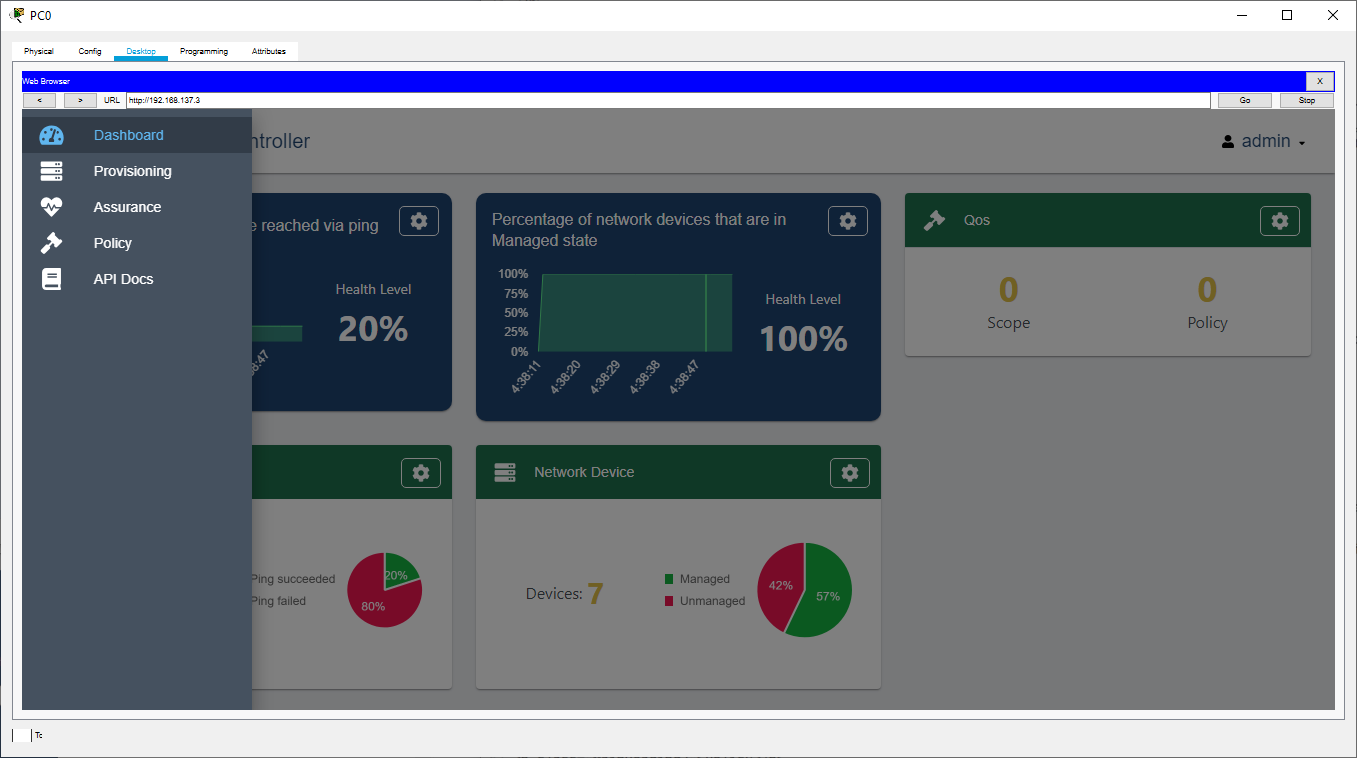 PC0
Physical Config Desktop Programming Attributes
Web Browser X
< > URL http://192.168.137.3 Go Stop
Dashboard
Provisioning
Assurance
Policy
API Docs
ntroller
admin
e reached via ping
Health Level
20%
8:47
Percentage of network devices that are in
Managed state
100%
75%
50%
25%
0%
4:38:11 4:38:20 4:38:29 4:38:38 4:38:47
Health Level
100%
Qos
0 0
Scope Policy
Ping succeeded
Ping failed
20%
80%
Network Device
Devices: 7
Managed
Unmanaged
42%
57%